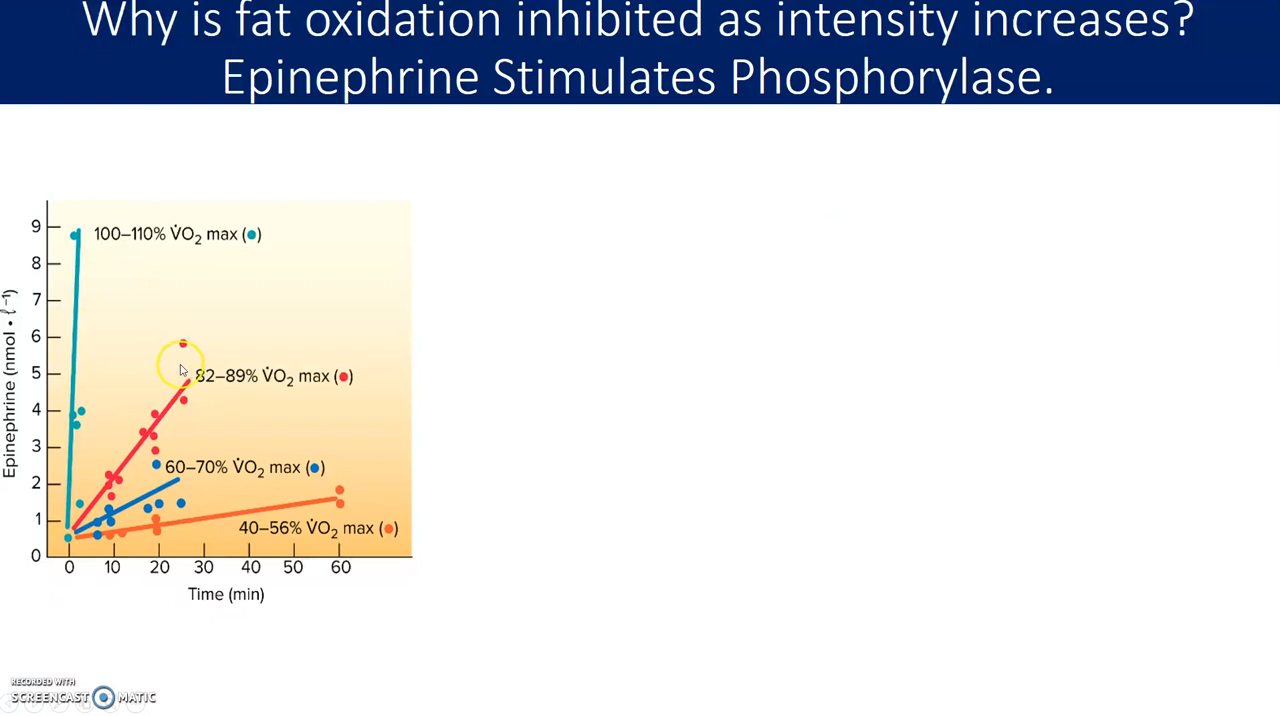 Why is fat oxidation inhibited as intensity increases?
Epinephrine Stimulates Phosphorylase.
9
100–110% V̇O2 max (●)
8
7
6
5
82–89% V̇O2 max (●)
4
3
60–70% V̇O2 max (●)
2
1
40–56% V̇O2 max (●)
0
Epinephrine (nmol • ℓ⁻¹)
0 10 20 30 40 50 60
Time (min)
RECORDED WITH
SCREENCAST MATIC